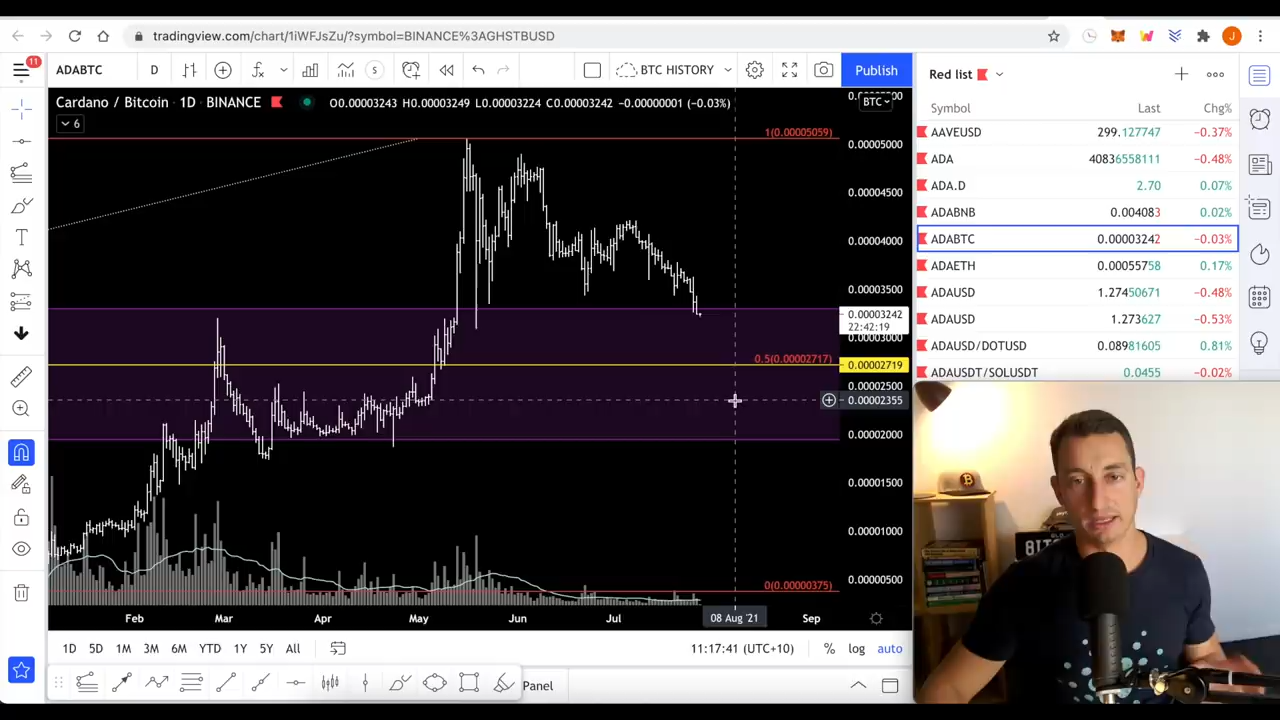 tradingview.com/chart/1iWFJsZu/?symbol=BINANCE%3AGHSTBUSD
J
11
ADABTC
D
S
BTC HISTORY
Publish
Red list
Cardano / Bitcoin · 1D · BINANCE
O0.00003243 H0.00003249 L0.00003224 C0.00003242 −0.00000001 (−0.03%)
BTC
6
Symbol Last Chg%
AAVEUSD 299.127747 −0.37%
ADA 40836558111 −0.48%
ADA.D 2.70 0.07%
ADABNB 0.004083 0.02%
ADABTC 0.00003242 −0.03%
ADAETH 0.00055758 0.17%
ADAUSD 1.27450671 −0.48%
ADAUSD 1.273627 −0.53%
ADAUSD/DOTUSD 0.08981605 0.81%
ADAUSDT/SOLUSDT 0.0455 −0.02%
1(0.00005059)
0.00005000
0.00004500
0.00004000
0.00003500
0.00003242
22:42:19
0.00003000
0.5(0.00002717)
0.00002719
0.00002500
0.00002355
0.00002000
0.00001500
0.00001000
0.00000500
0(0.00000375)
Feb Mar Apr May Jun Jul 08 Aug '21 Sep
1D 5D 1M 3M 6M YTD 1Y 5Y All
11:17:41 (UTC+10) % log auto
Panel